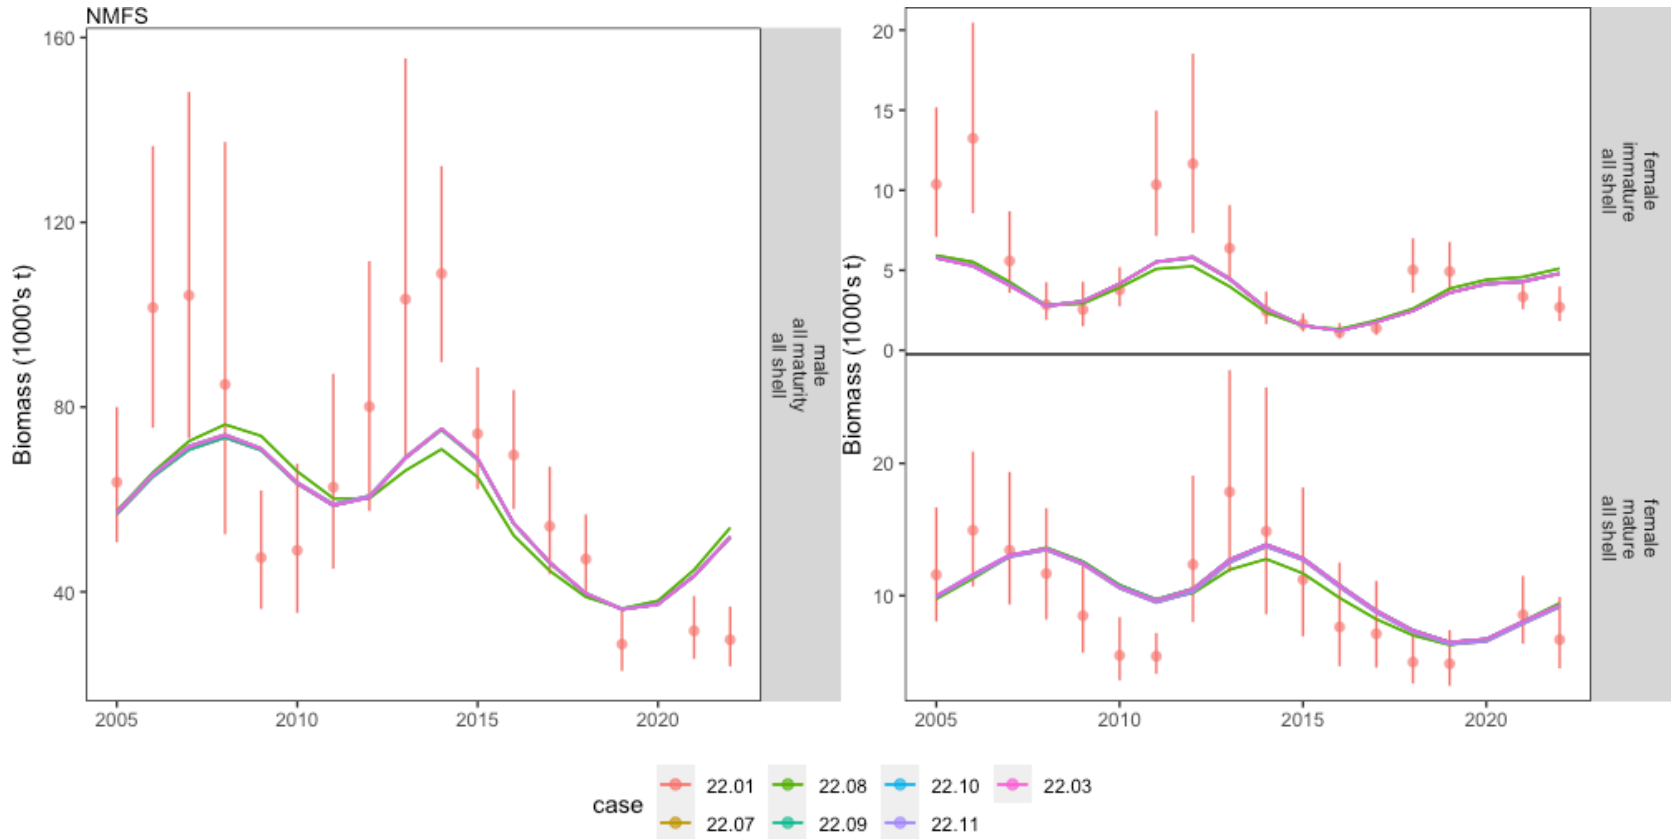 NMFS
160
120
80
40
Biomass (1000's t)
2005
2010
2015
2020
male
all maturity
all shell
20
15
10
5
0
Biomass (1000's t)
female
immature
all shell
20
10
female
mature
all shell
2005
2010
2015
2020
case
22.01
22.08
22.10
22.03
22.07
22.09
22.11